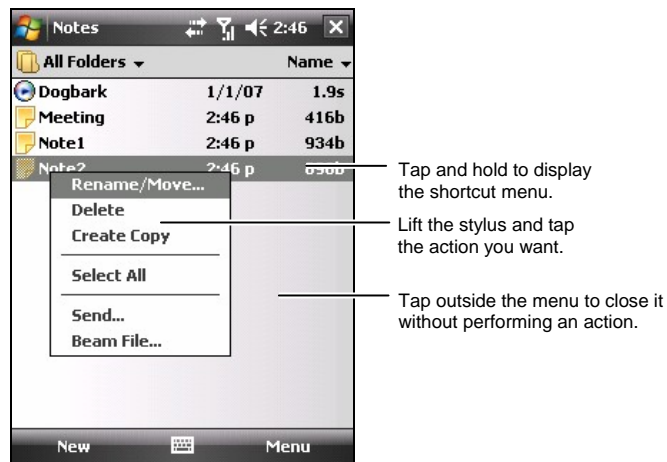 Notes 2:46
All Folders Name
Dogbark 1/1/07 1.9s
Meeting 2:46 p 416b
Note1 2:46 p 934b
Note2 2:46 p
Rename/Move...
Delete
Create Copy
Select All
Send...
Beam File...
New Menu
Tap and hold to display
the shortcut menu.
Lift the stylus and tap
the action you want.
Tap outside the menu to close it
without performing an action.